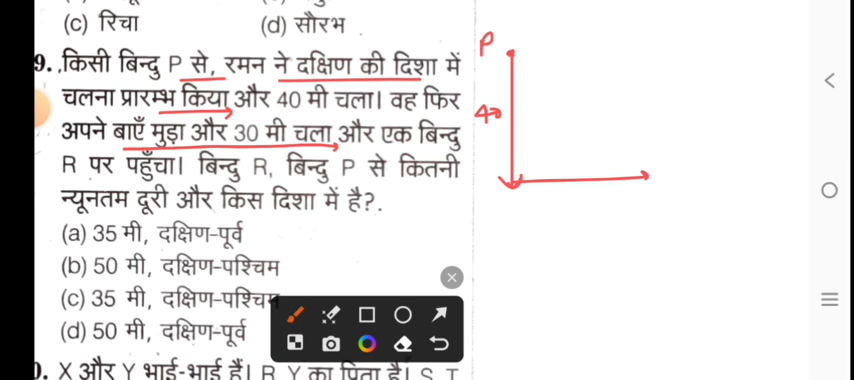 (c) रिचा (d) सौरभ
P
9. किसी बिन्दु P से, रमन ने दक्षिण की दिशा में
चलना प्रारम्भ किया और 40 मी चला। वह फिर
40
अपने बाएँ मुड़ा और 30 मी चला और एक बिन्दु
R पर पहुँचा। बिन्दु R, बिन्दु P से कितनी
न्यूनतम दूरी और किस दिशा में है?.
(a) 35 मी, दक्षिण-पूर्व
(b) 50 मी, दक्षिण-पश्चिम
(c) 35 मी, दक्षिण-पश्चिम
(d) 50 मी, दक्षिण-पूर्व
0. X और Y भाई-भाई हैं। R, Y का पिता है। S, T